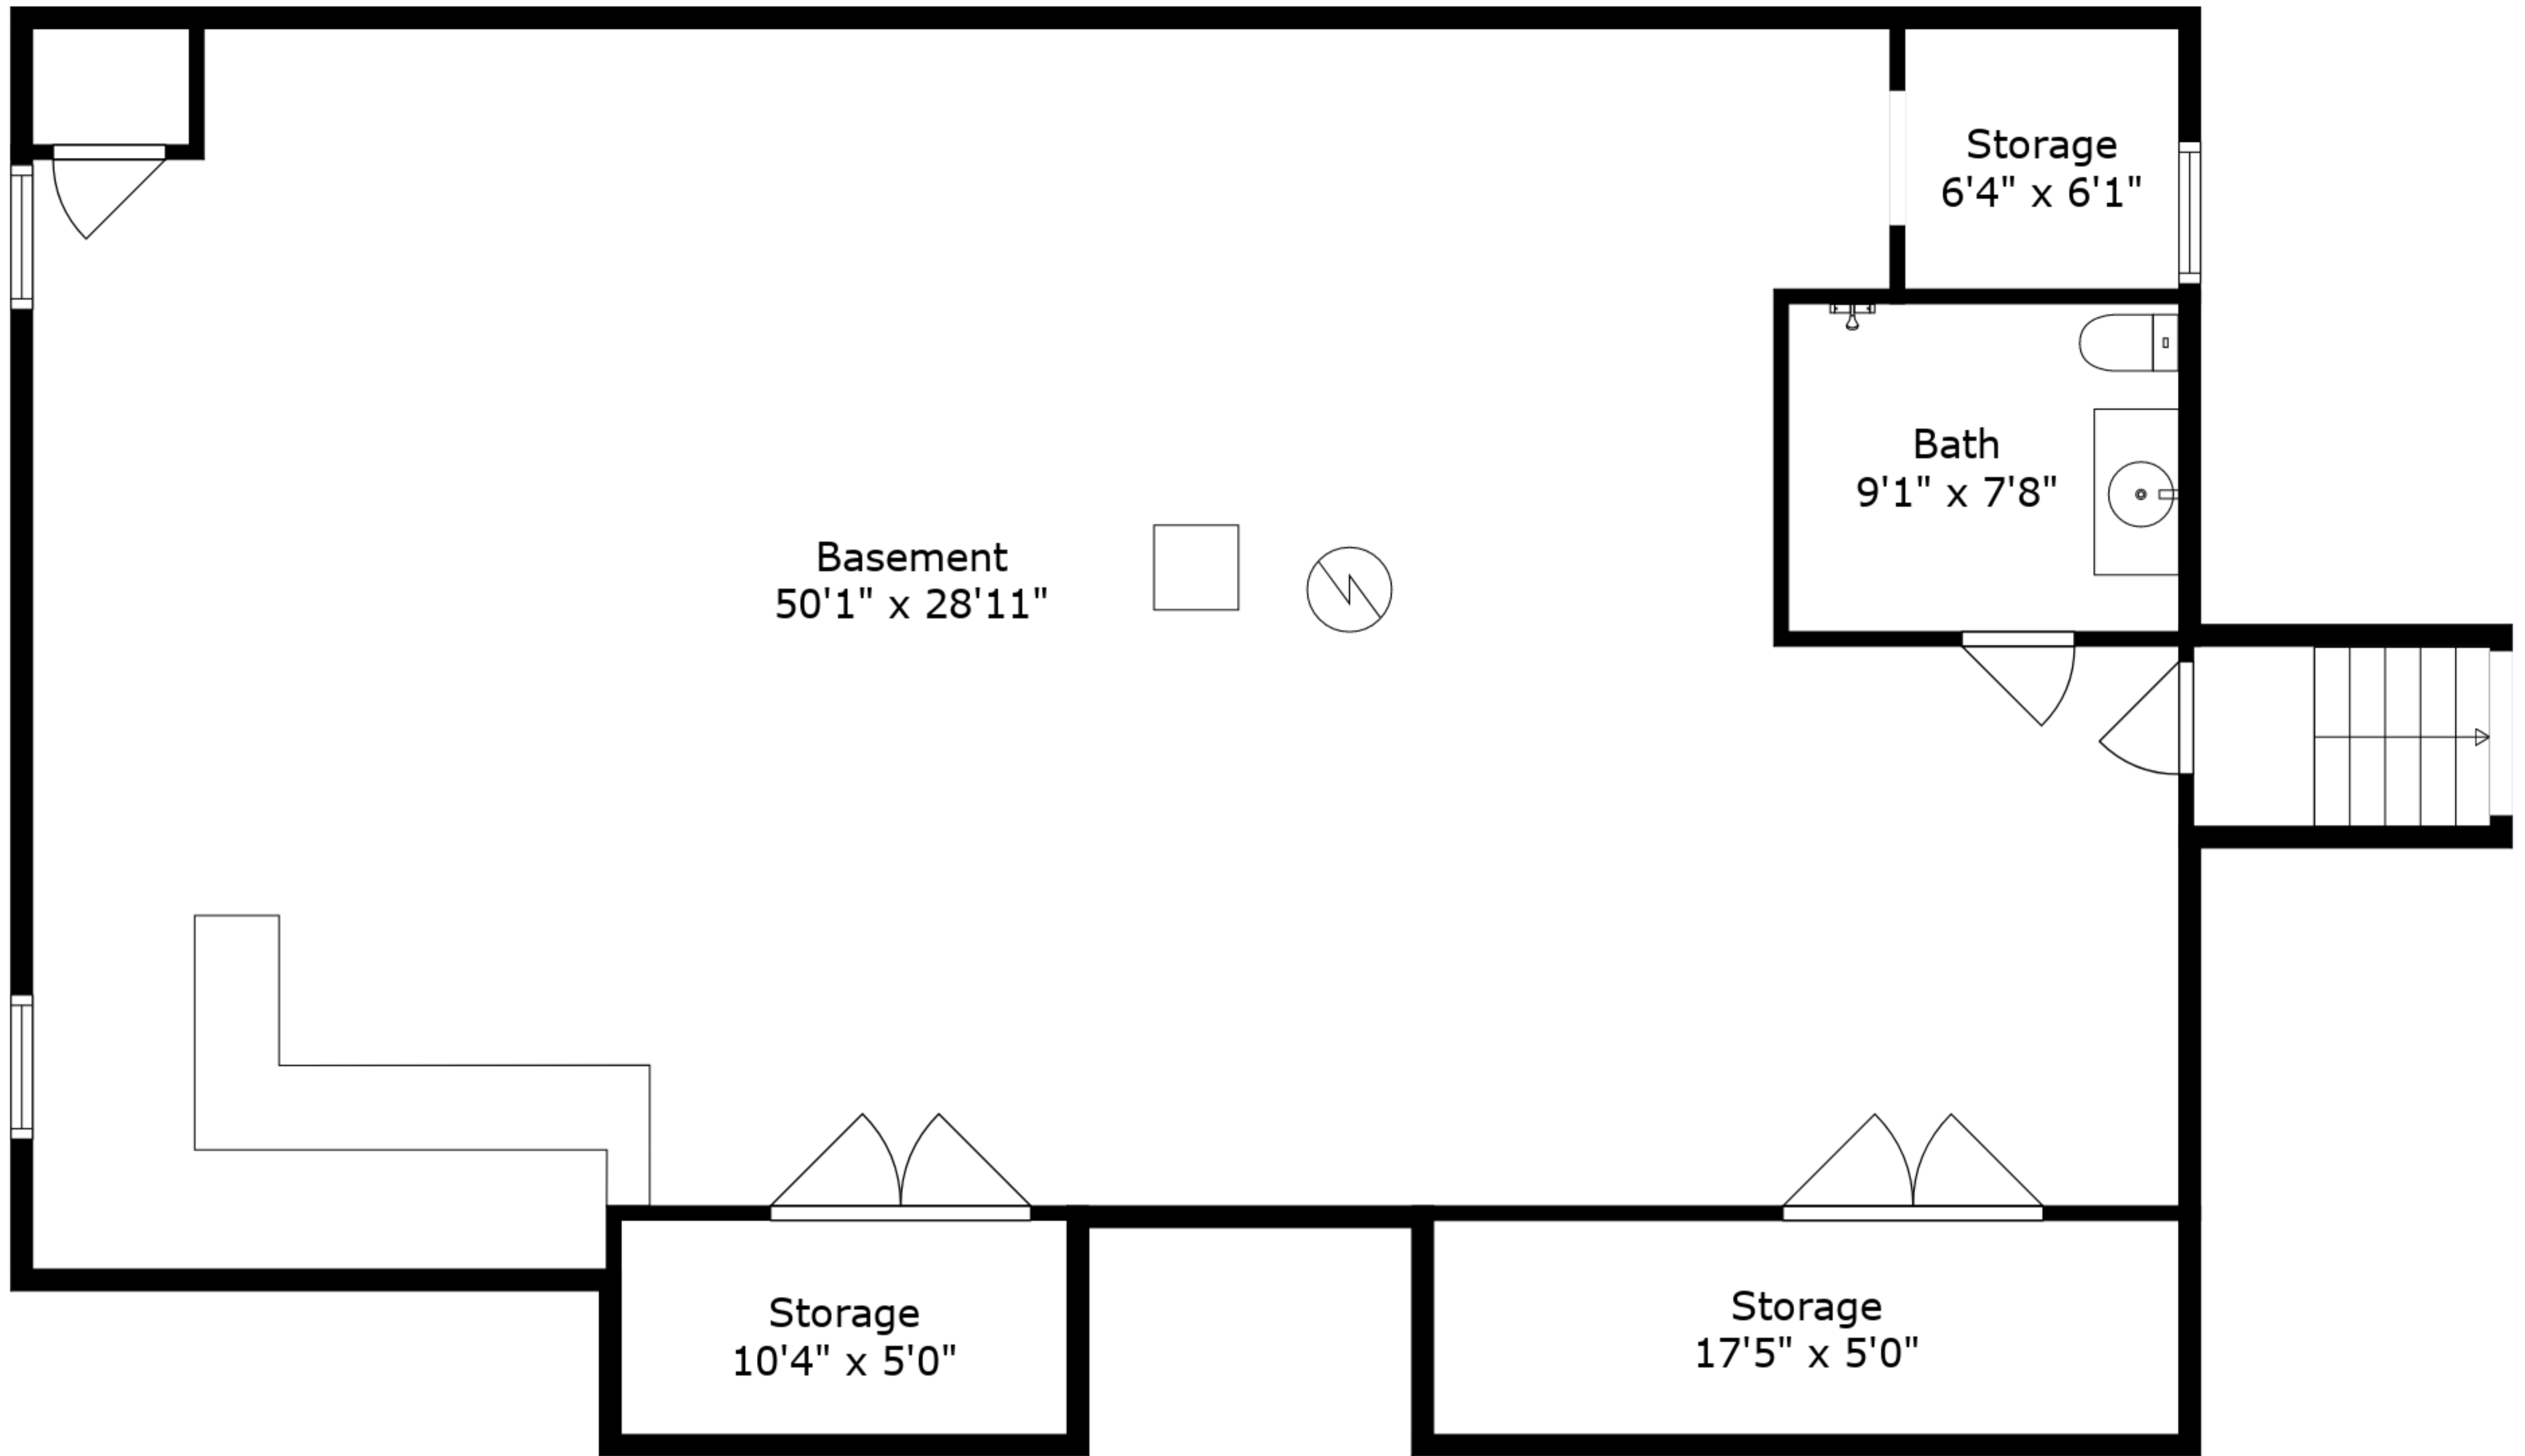 Storage
6'4" x 6'1"
Bath
9'1" x 7'8"
Basement
50'1" x 28'11"
Storage
10'4" x 5'0"
Storage
17'5" x 5'0"